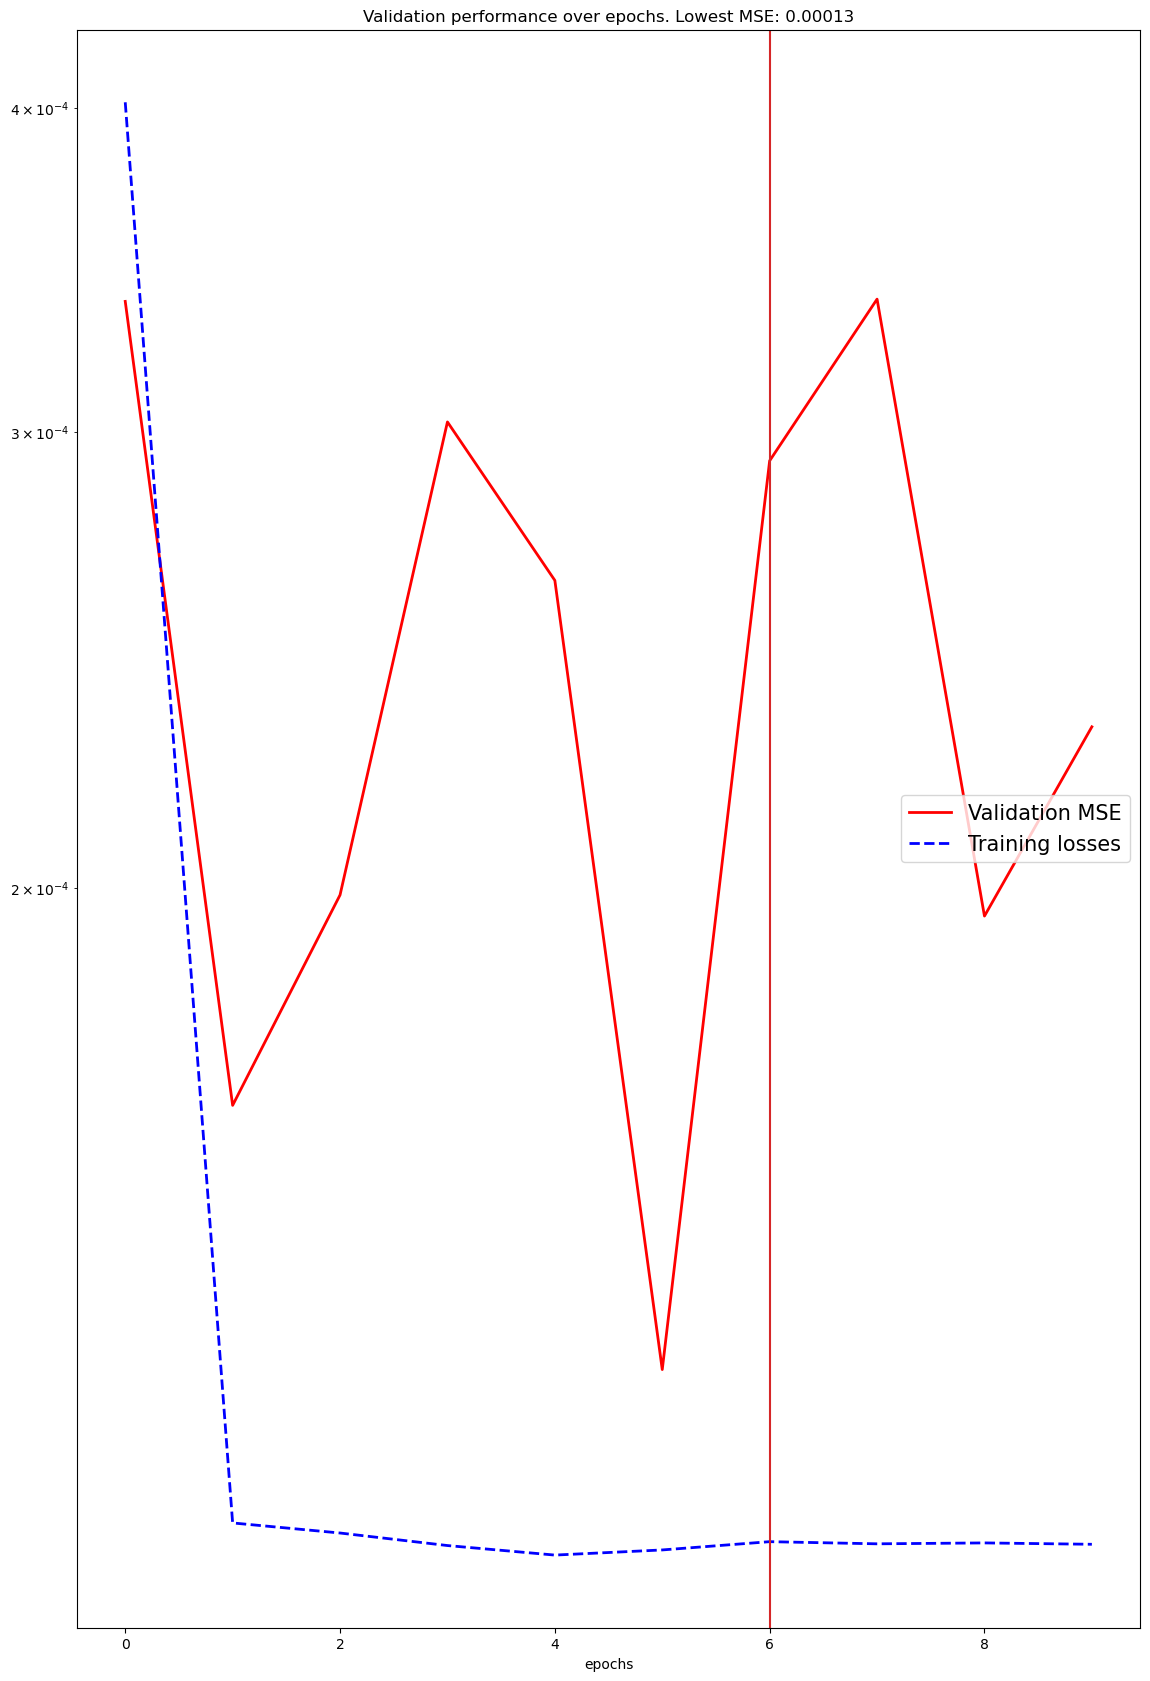 Validation performance over epochs. Lowest MSE: 0.00013
4 × 10⁻⁴
3 × 10⁻⁴
2 × 10⁻⁴
Validation MSE
Training losses
0 2 4 6 8
epochs